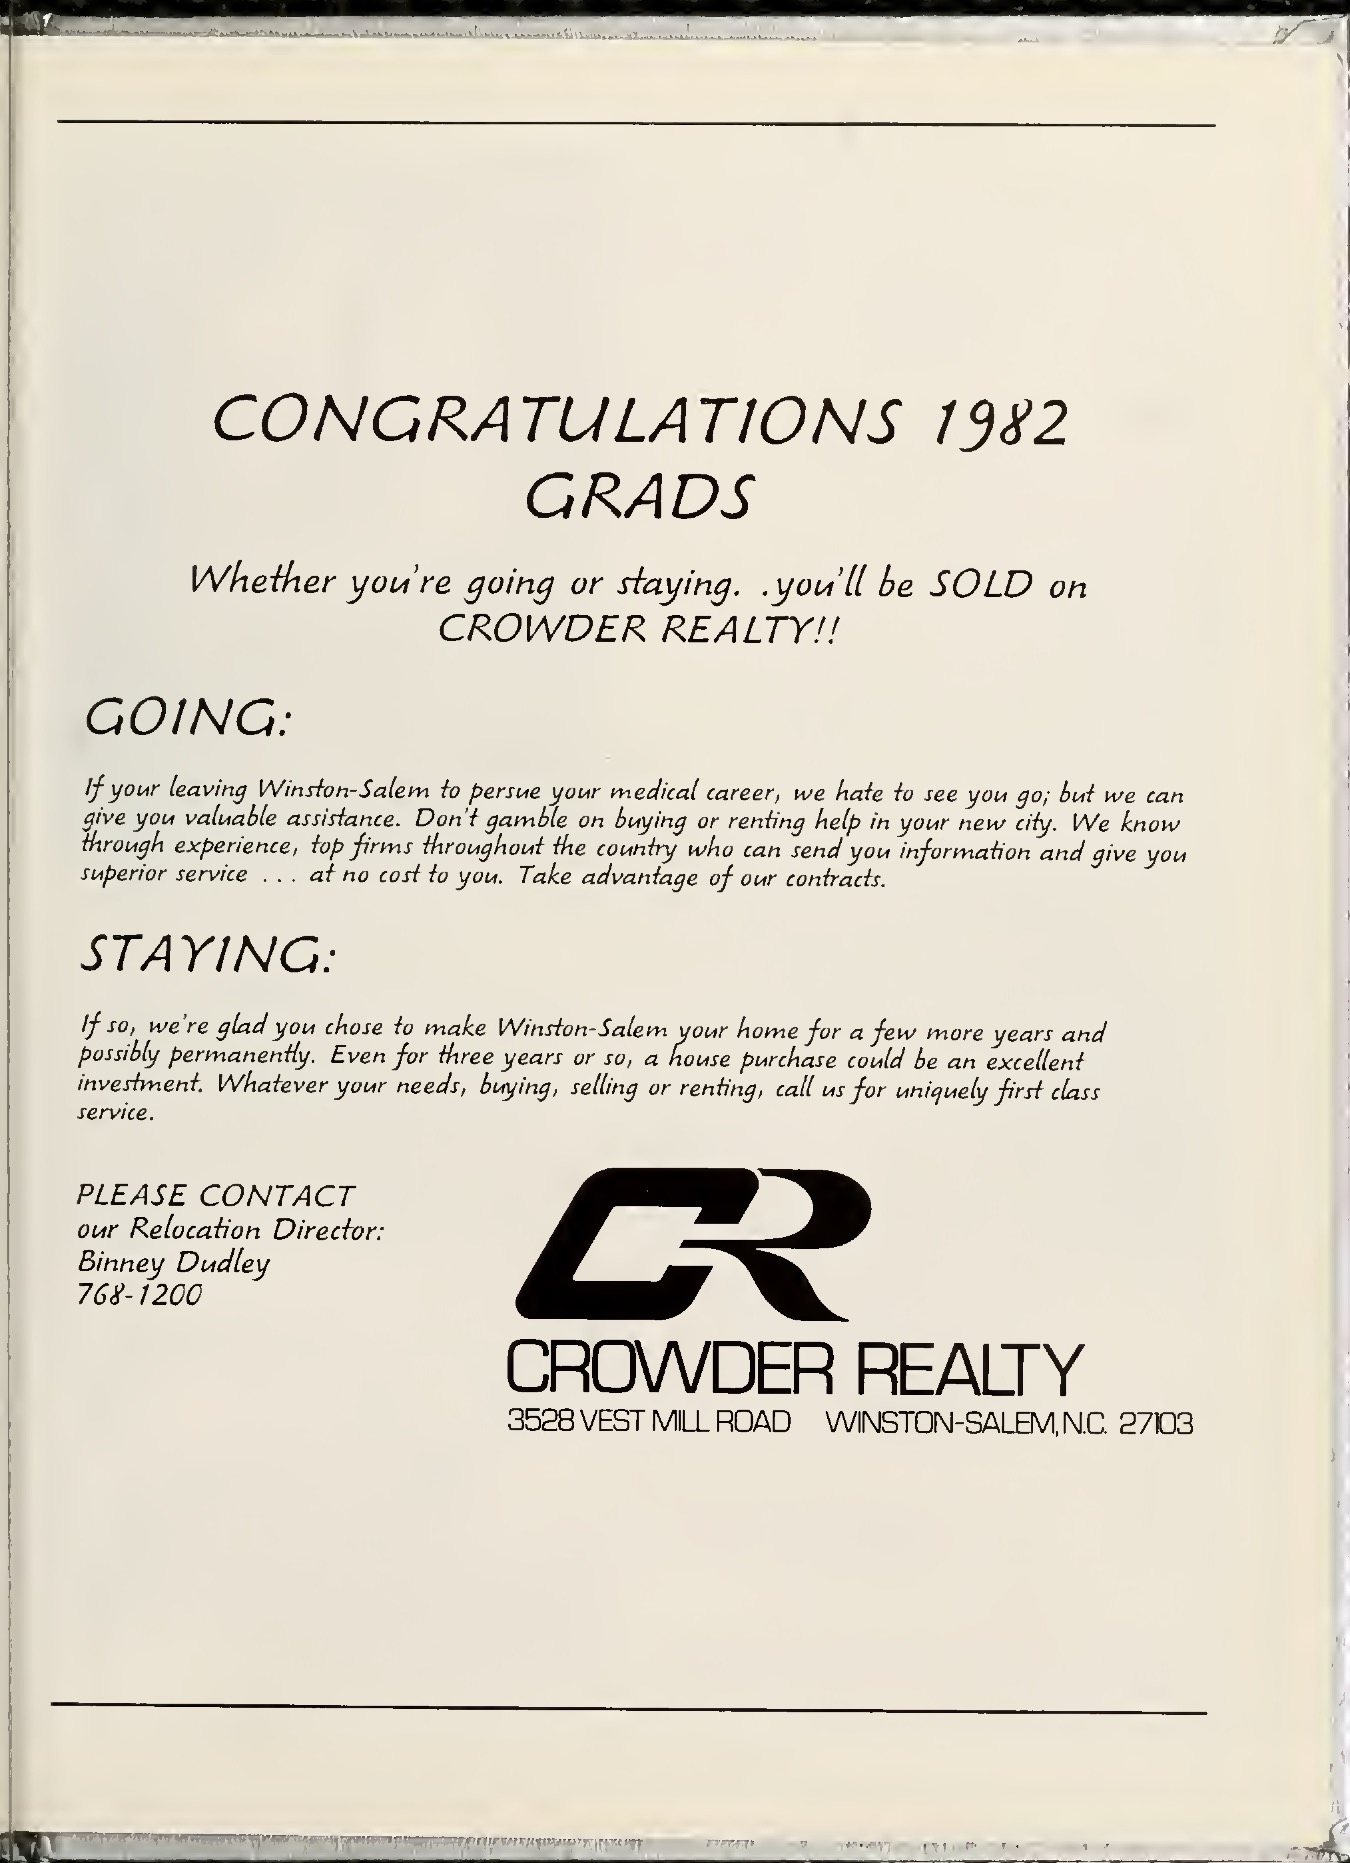 CONGRATULATIONS 1982
GRADS
Whether you're going or staying. .you'll be SOLD on
CROWDER REALTY!!
GOING:
If your leaving Winston-Salem to persue your medical career, we hate to see you go; but we can
give you valuable assistance. Don't gamble on buying or renting help in your new city. We know
through experience, top firms throughout the country who can send you information and give you
superior service . . . at no cost to you. Take advantage of our contracts.
STAYING:
If so, we're glad you chose to make Winston-Salem your home for a few more years and
possibly permanently. Even for three years or so, a house purchase could be an excellent
investment. Whatever your needs, buying, selling or renting, call us for uniquely first class
service.
PLEASE CONTACT
our Relocation Director:
Binney Dudley
768-1200
CR
CROWDER REALTY
3528 VEST MILL ROAD WINSTON-SALEM, N.C. 27103